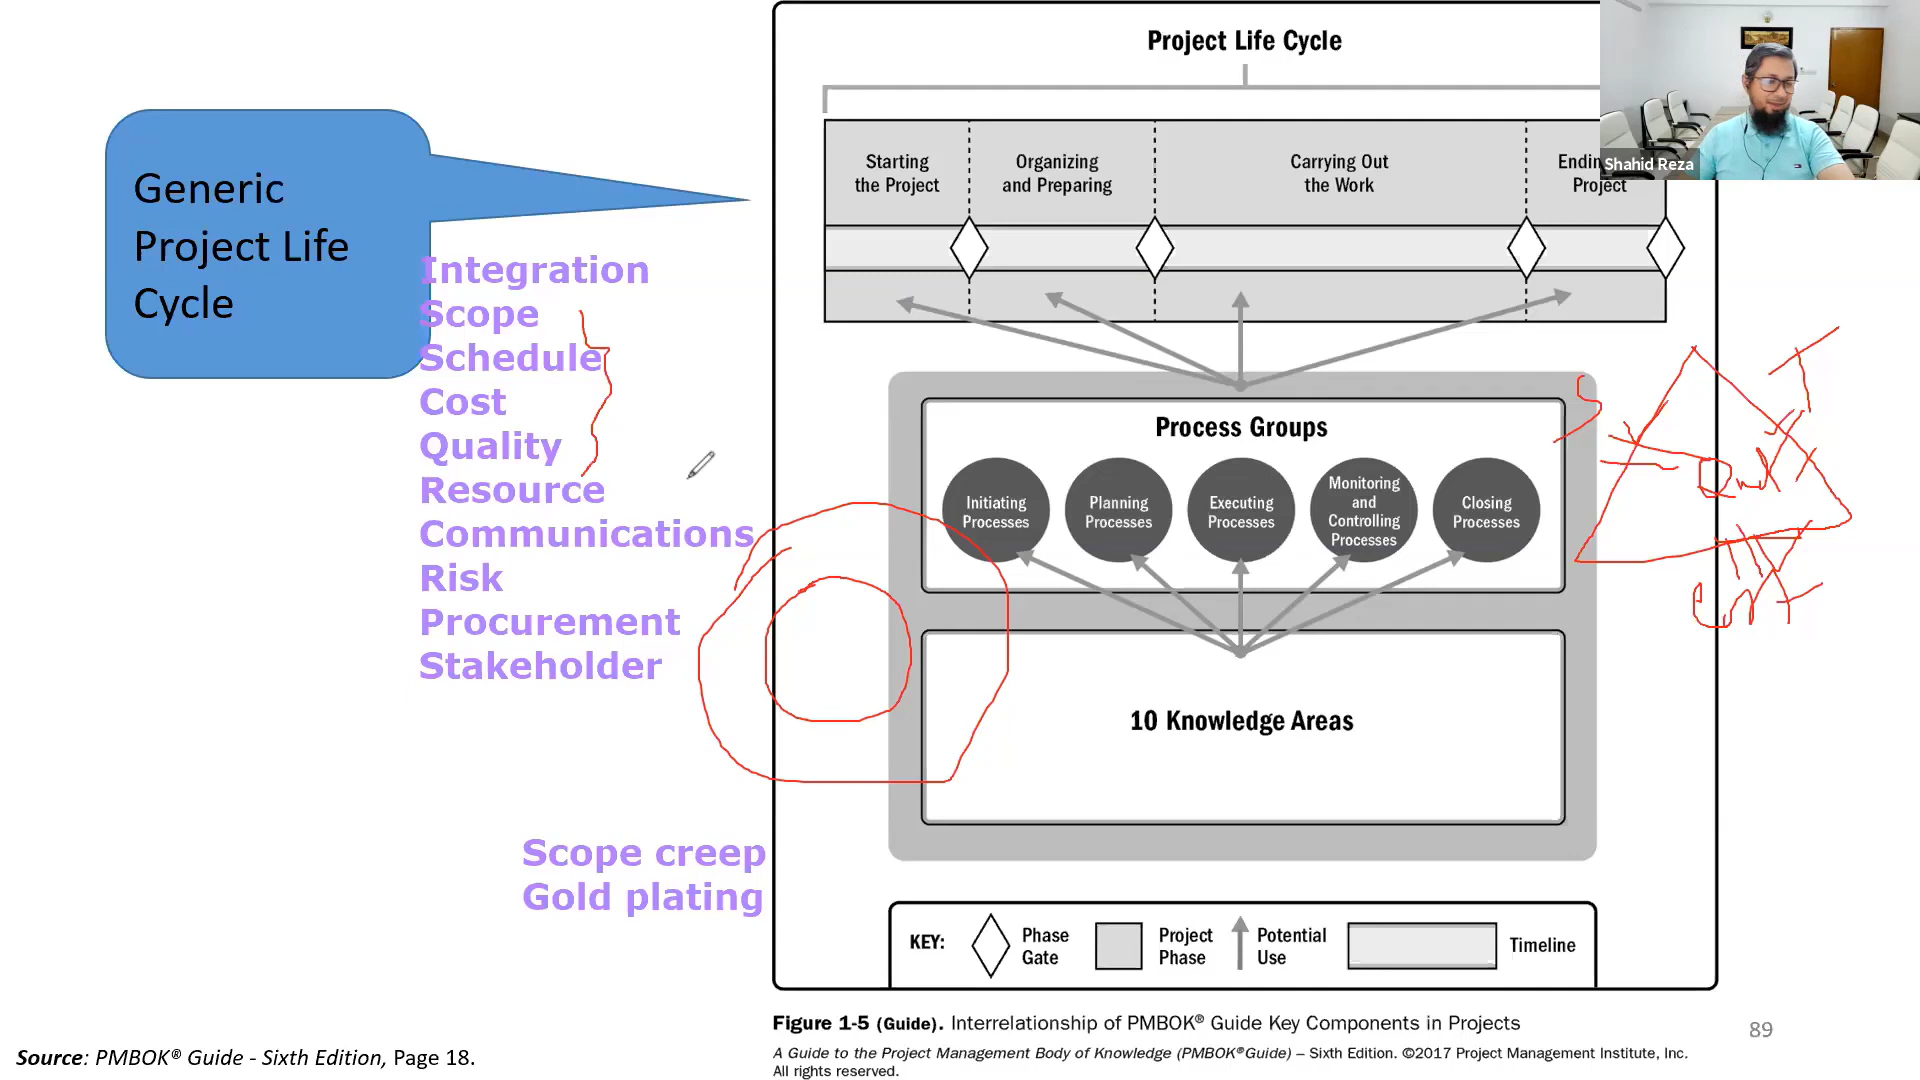 Project Life Cycle
Generic
Project Life
Cycle
Starting
the Project
Organizing
and Preparing
Carrying Out
the Work
Project
Shahid Reza
Integration
Scope
Schedule
Cost
Quality
Resource
Communications
Risk
Procurement
Stakeholder
Process Groups
Initiating
Processes
Planning
Processes
Executing
Processes
Monitoring
and
Controlling
Processes
Closing
Processes
10 Knowledge Areas
Scope creep
Gold plating
KEY:
Phase
Gate
Project
Phase
Potential
Use
Timeline
Figure 1-5 (Guide). Interrelationship of PMBOK® Guide Key Components in Projects
A Guide to the Project Management Body of Knowledge (PMBOK®Guide) – Sixth Edition. ©2017 Project Management Institute, Inc.
All rights reserved.
89
Source: PMBOK® Guide - Sixth Edition, Page 18.